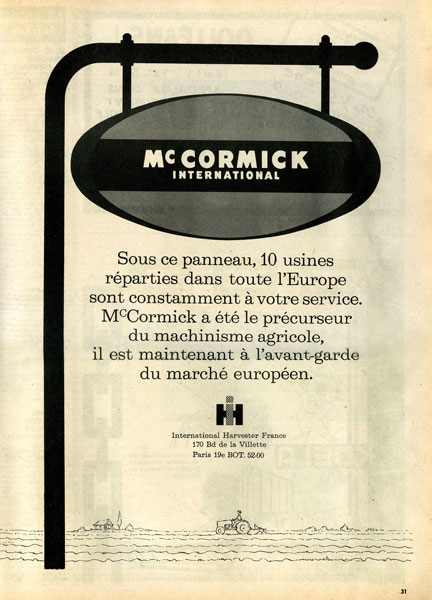 McCORMICK
INTERNATIONAL
Sous ce panneau, 10 usines
réparties dans toute l'Europe
sont constamment à votre service.
McCormick a été le précurseur
du machinisme agricole,
il est maintenant à l'avant-garde
du marché européen.
International Harvester France
170 Bd de la Villette
Paris 19e BOT. 52-00
31